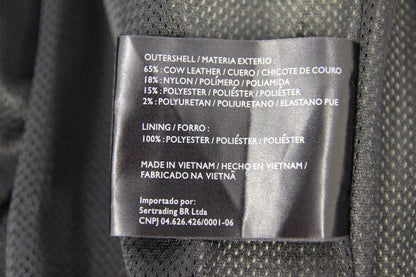 OUTERSHELL / MATERIA EXTERIO :
65% : COW LEATHER / CUERO / CHICOTE DE COURO
18% : NYLON / POLÍMERO / POLIAMIDA
15% : POLYESTER / POLIÉSTER / POLIÉSTER
2% : POLYURETAN / POLIURETANO / ELASTANO PUE
LINING / FORRO :
100% : POLYESTER / POLIÉSTER / POLIÉSTER
MADE IN VIETNAM / HECHO EN VIETNAM /
FABRICADO NA VIETNÃ
Importado por:
Sertrading BR Ltda
CNPJ 04.626.426/0001-06